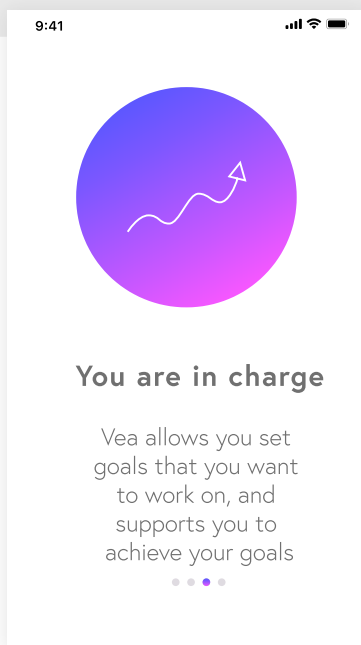 9:41
You are in charge
Vea allows you set
goals that you want
to work on, and
supports you to
achieve your goals